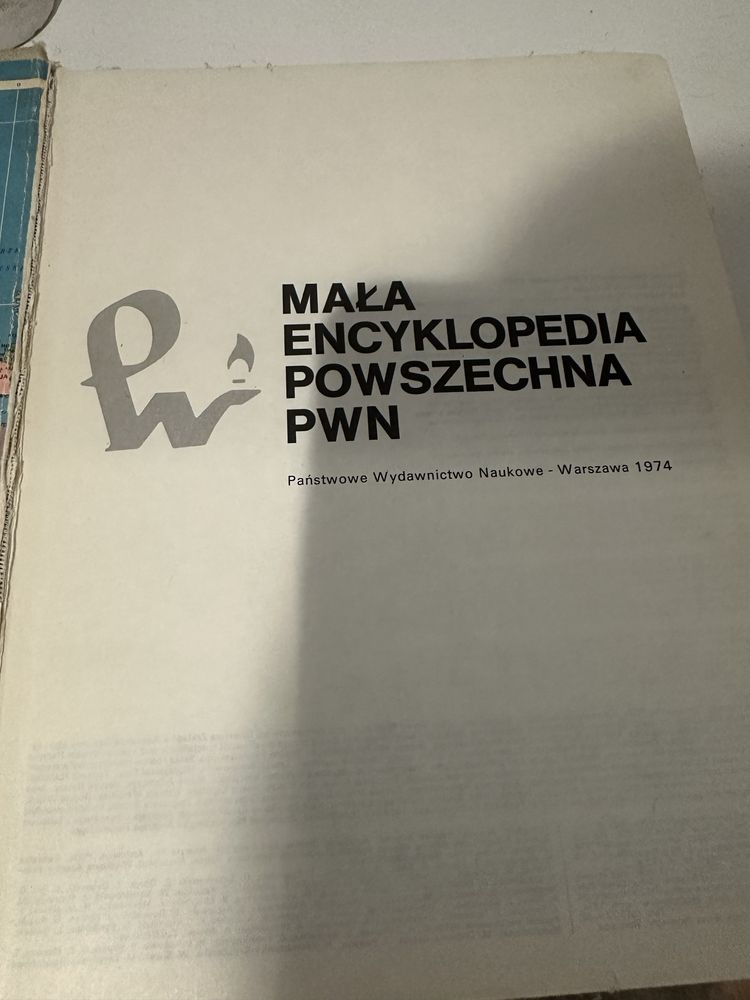 MAŁA
ENCYKLOPEDIA
POWSZECHNA
PWN
Państwowe Wydawnictwo Naukowe - Warszawa 1974